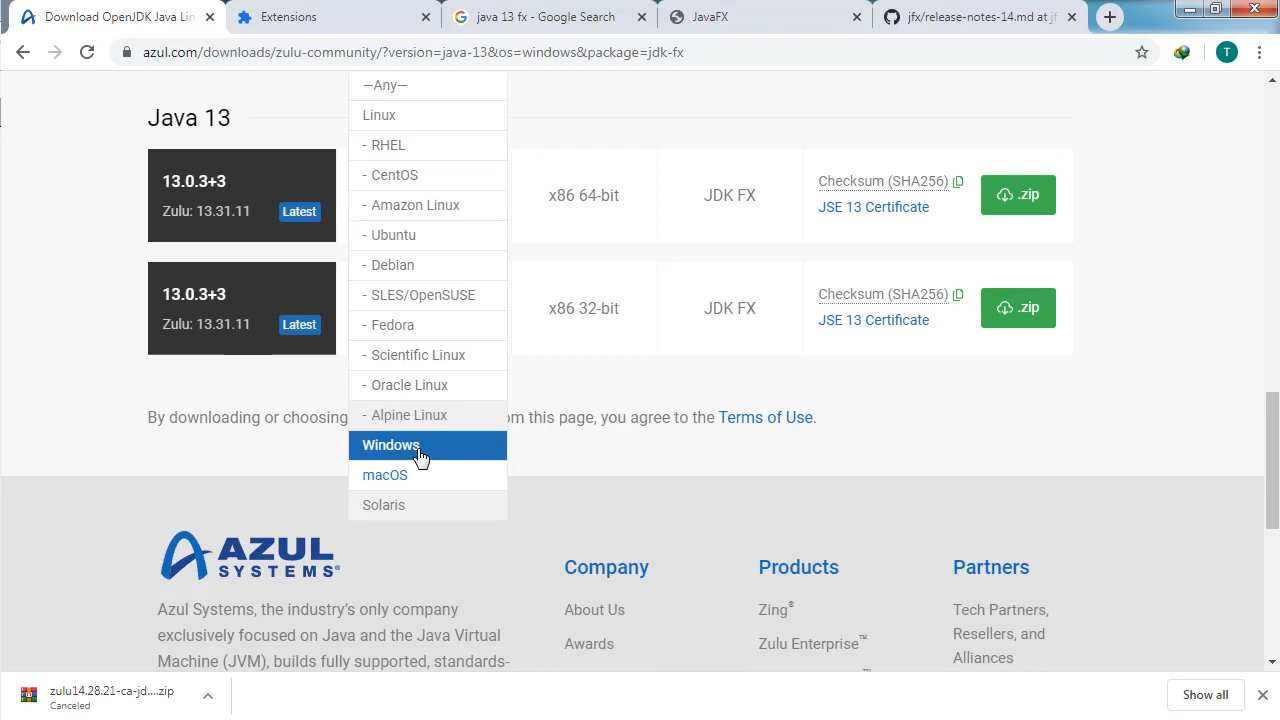 Download OpenJDK Java Lin
Extensions
java 13 fx - Google Search
JavaFX
jfx/release-notes-14.md at jf
azul.com/downloads/zulu-community/?version=java-13&os=windows&package=jdk-fx
T
—Any—
Linux
- RHEL
- CentOS
- Amazon Linux
- Ubuntu
- Debian
- SLES/OpenSUSE
- Fedora
- Scientific Linux
- Oracle Linux
- Alpine Linux
Windows
macOS
Solaris
Java 13
13.0.3+3
Zulu: 13.31.11
Latest
x86 64-bit
JDK FX
Checksum (SHA256)
JSE 13 Certificate
.zip
13.0.3+3
Zulu: 13.31.11
Latest
x86 32-bit
JDK FX
Checksum (SHA256)
JSE 13 Certificate
.zip
By downloading or choosing
om this page, you agree to the Terms of Use.
AZUL
SYSTEMS®
Azul Systems, the industry's only company
exclusively focused on Java and the Java Virtual
Machine (JVM), builds fully supported, standards-
Company
About Us
Awards
Products
Zing®
Zulu Enterprise™
Partners
Tech Partners,
Resellers, and
Alliances
zulu14.28.21-ca-jd....zip
Canceled
Show all